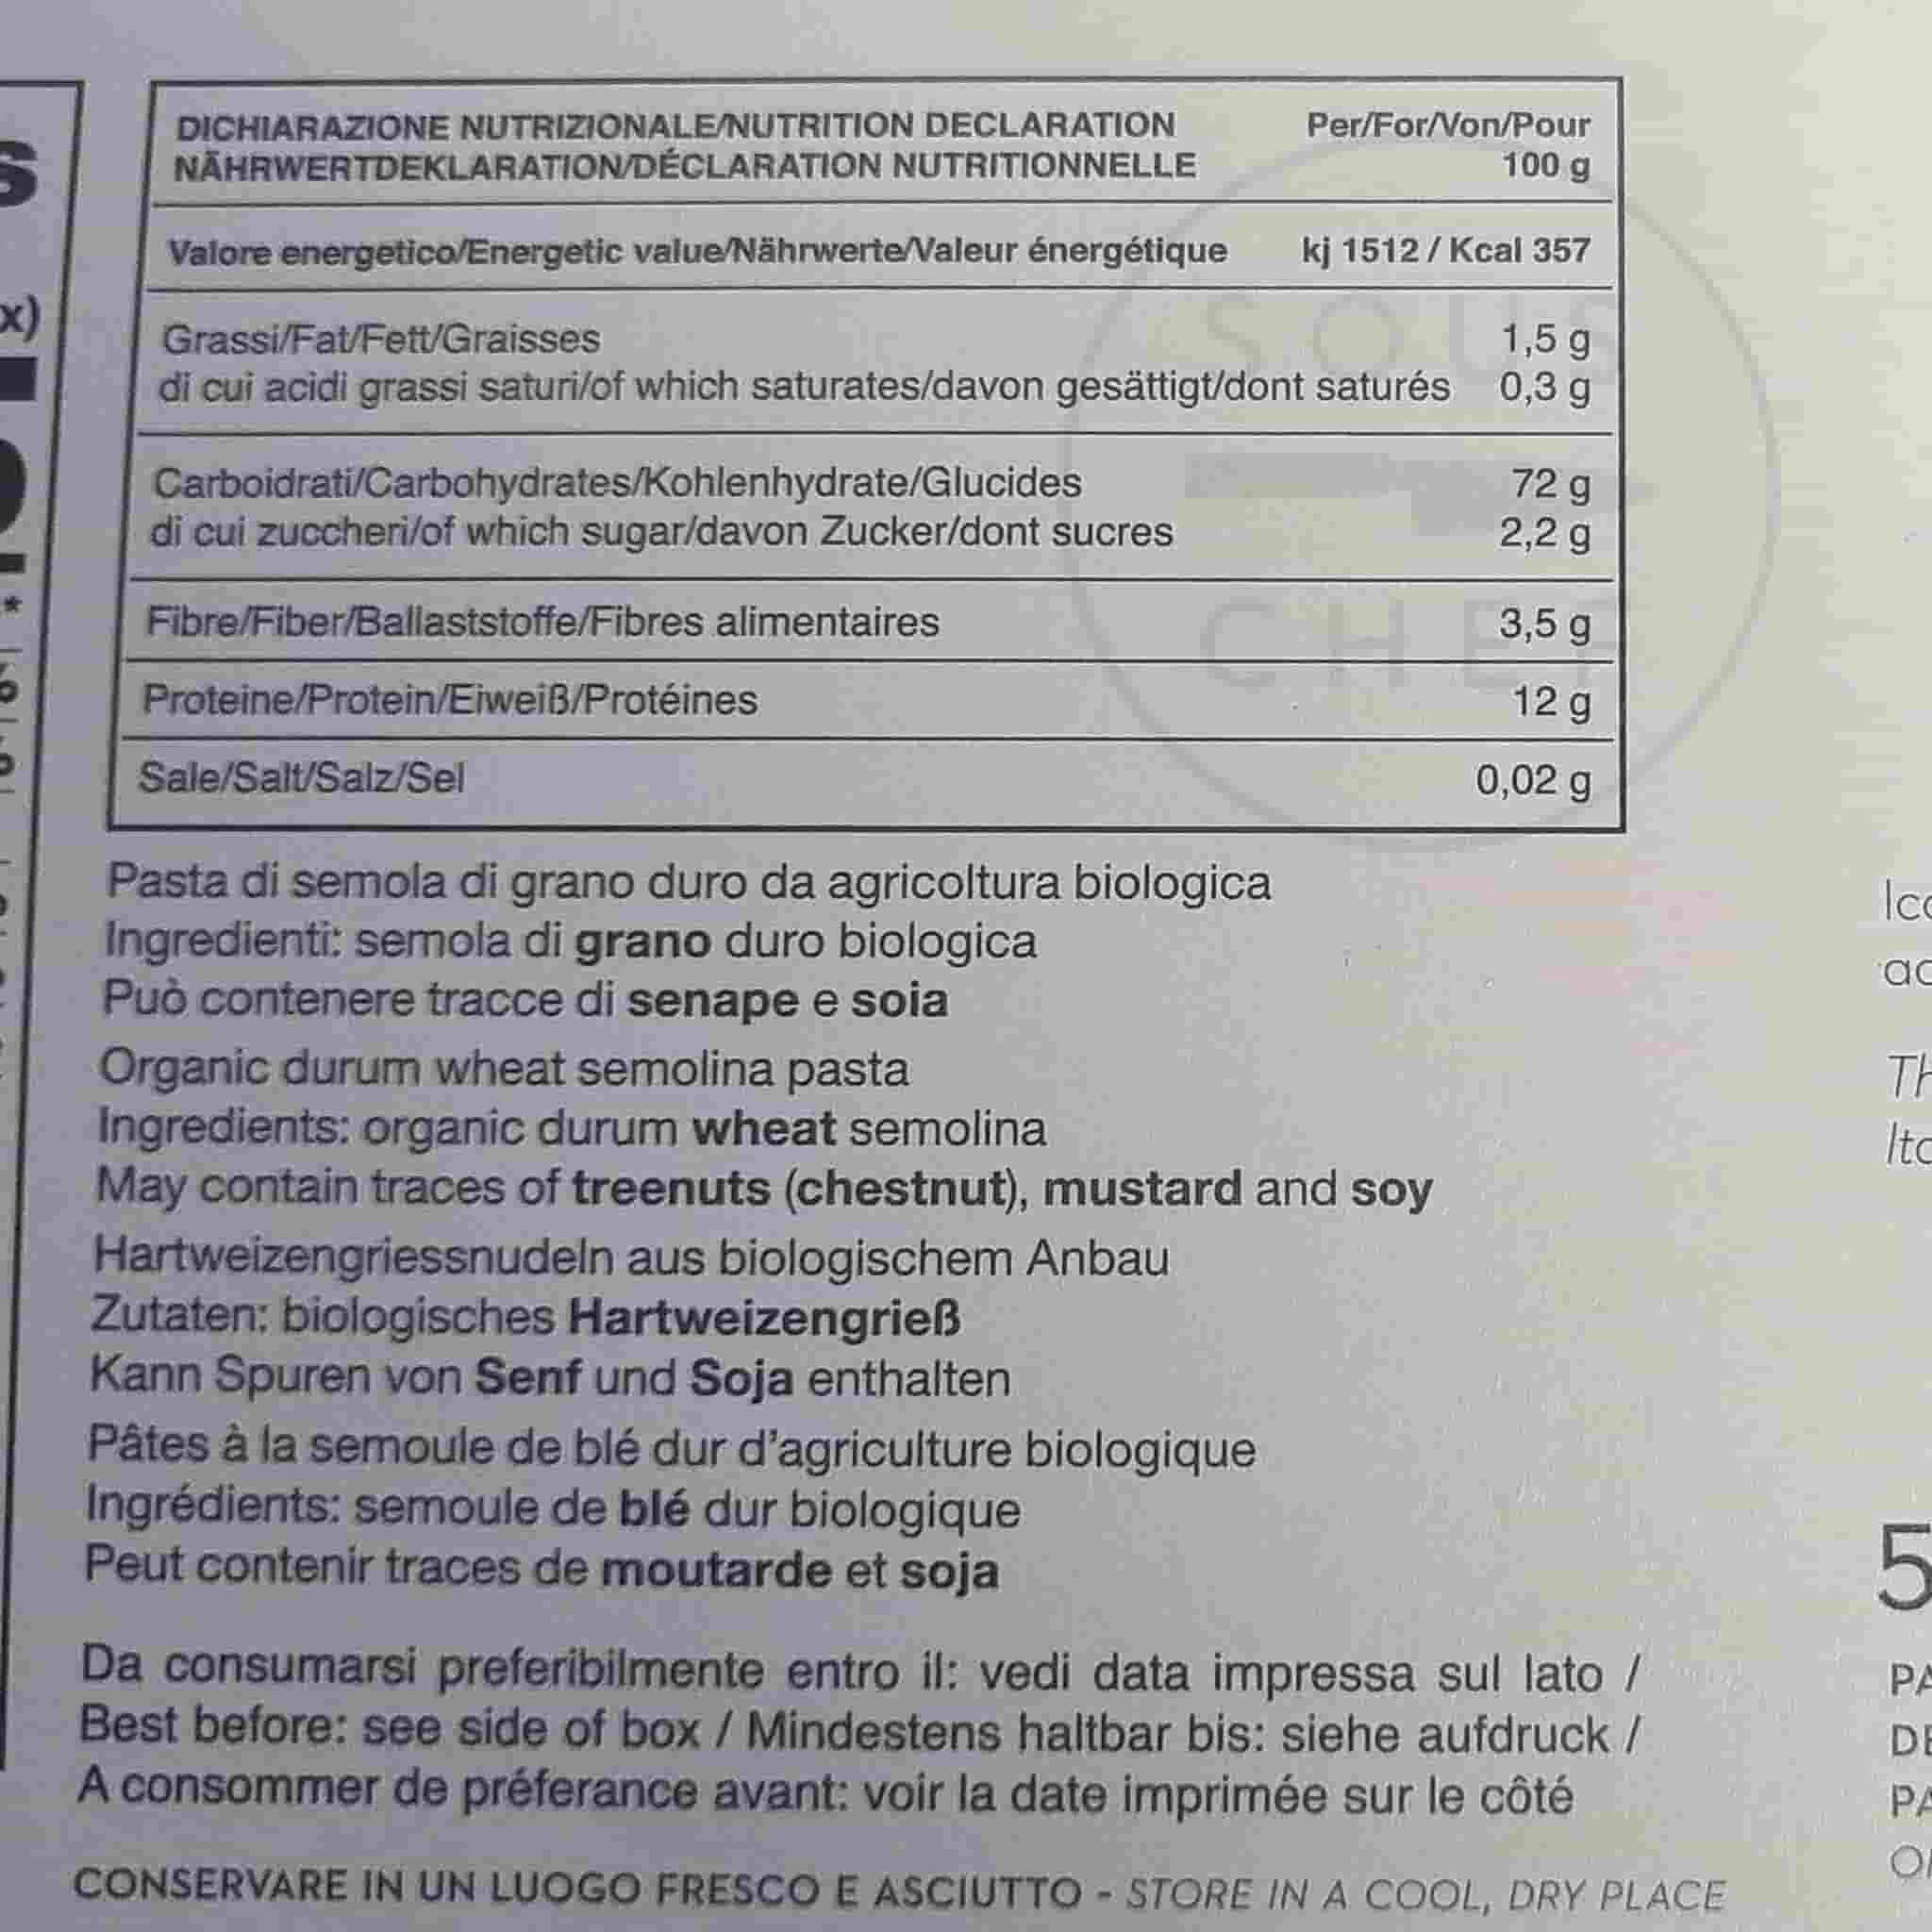 DICHIARAZIONE NUTRIZIONALE/NUTRITION DECLARATION Per/For/Von/Pour
NÄHRWERTDEKLARATION/DÉCLARATION NUTRITIONNELLE 100 g
Valore energetico/Energetic value/Nährwerte/Valeur énergétique kj 1512 / Kcal 357
Grassi/Fat/Fett/Graisses 1,5 g
di cui acidi grassi saturi/of which saturates/davon gesättigt/dont saturés 0,3 g
Carboidrati/Carbohydrates/Kohlenhydrate/Glucides 72 g
di cui zuccheri/of which sugar/davon Zucker/dont sucres 2,2 g
Fibre/Fiber/Ballaststoffe/Fibres alimentaires 3,5 g
Proteine/Protein/Eiweiß/Protéines 12 g
Sale/Salt/Salz/Sel 0,02 g
SOUS
CHEF
Pasta di semola di grano duro da agricoltura biologica
Ingredienti: semola di grano duro biologica
Può contenere tracce di senape e soia
Organic durum wheat semolina pasta
Ingredients: organic durum wheat semolina
May contain traces of treenuts (chestnut), mustard and soy
Hartweizengriessnudeln aus biologischem Anbau
Zutaten: biologisches Hartweizengrieß
Kann Spuren von Senf und Soja enthalten
Pâtes à la semoule de blé dur d'agriculture biologique
Ingrédients: semoule de blé dur biologique
Peut contenir traces de moutarde et soja
Da consumarsi preferibilmente entro il: vedi data impressa sul lato /
Best before: see side of box / Mindestens haltbar bis: siehe aufdruck /
A consommer de préferance avant: voir la date imprimée sur le côté
CONSERVARE IN UN LUOGO FRESCO E ASCIUTTO - STORE IN A COOL, DRY PLACE